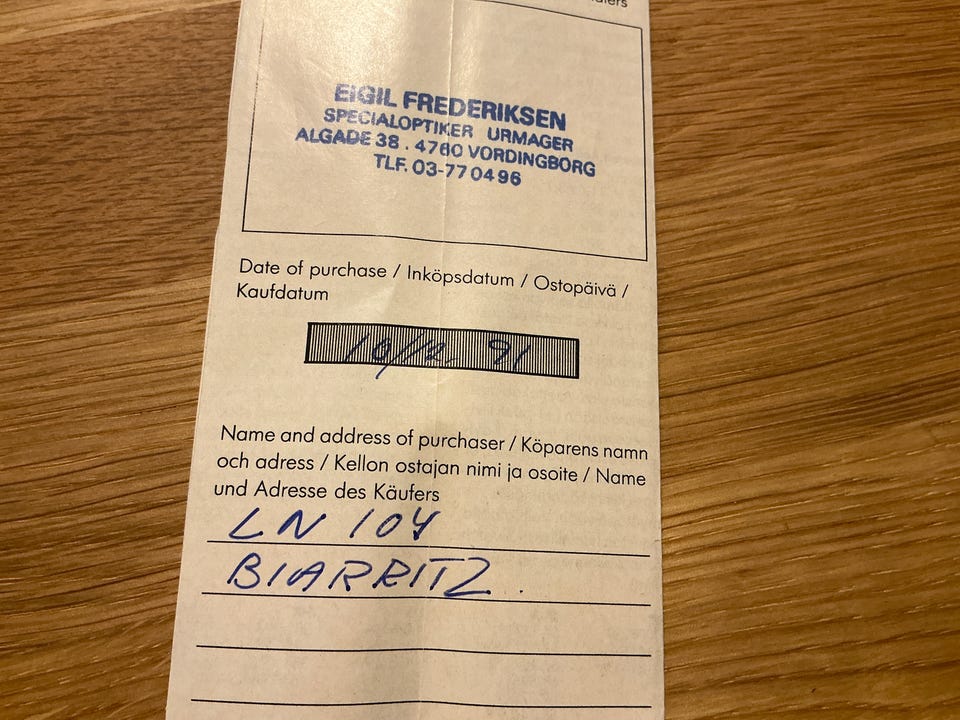 EIGIL FREDERIKSEN
SPECIALOPTIKER URMAGER
ALGADE 38 . 4760 VORDINGBORG
TLF. 03-770496
Date of purchase / Inköpsdatum / Ostopäivä /
Kaufdatum
10/12. 91
Name and address of purchaser / Köparens namn
och adress / Kellon ostajan nimi ja osoite / Name
und Adresse des Käufers
LN 104
BIARRITZ.